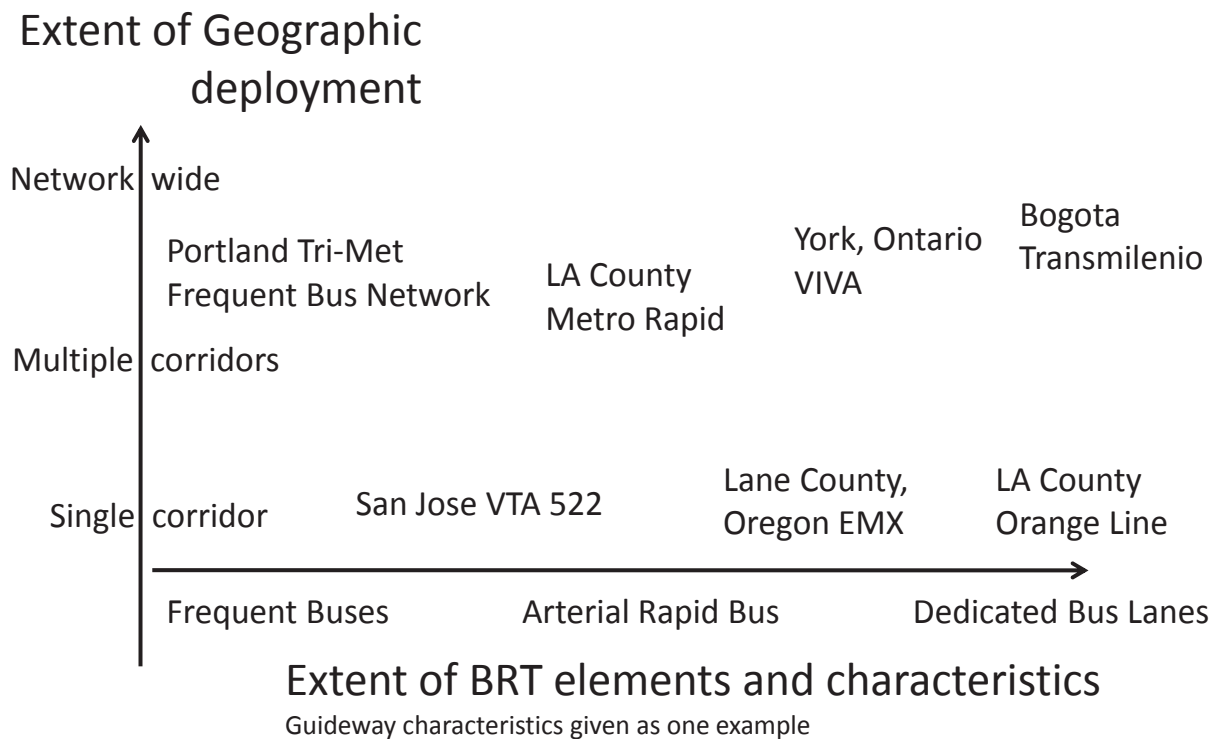 Extent of Geographic
deployment
Network wide
Portland Tri-Met
Frequent Bus Network
LA County
Metro Rapid
York, Ontario
VIVA
Bogota
Transmilenio
Multiple corridors
Single corridor
San Jose VTA 522
Lane County,
Oregon EMX
LA County
Orange Line
Frequent Buses
Arterial Rapid Bus
Dedicated Bus Lanes
Extent of BRT elements and characteristics
Guideway characteristics given as one example